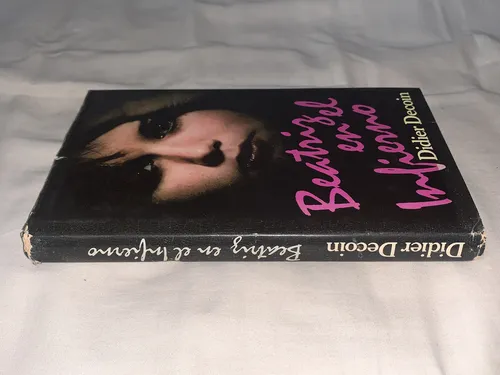 Beatriz
en el
Infierno
Didier Decoin
Didier Decoin
Beatriz en el Infierno